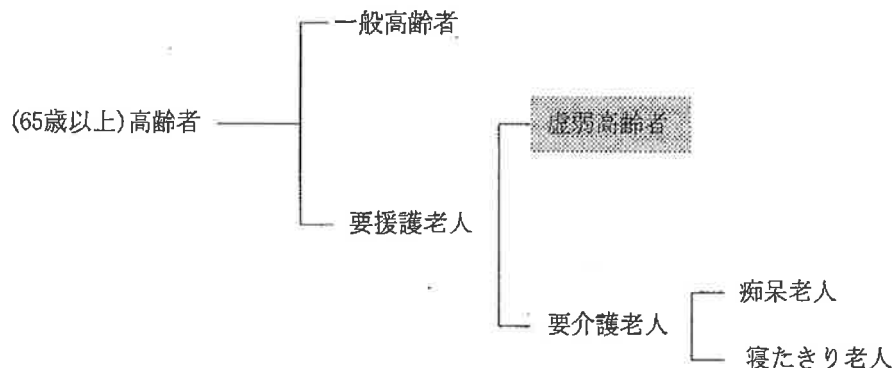 一般高齢者
(65歳以上)高齢者
虚弱高齢者
要援護老人
痴呆老人
要介護老人
寝たきり老人